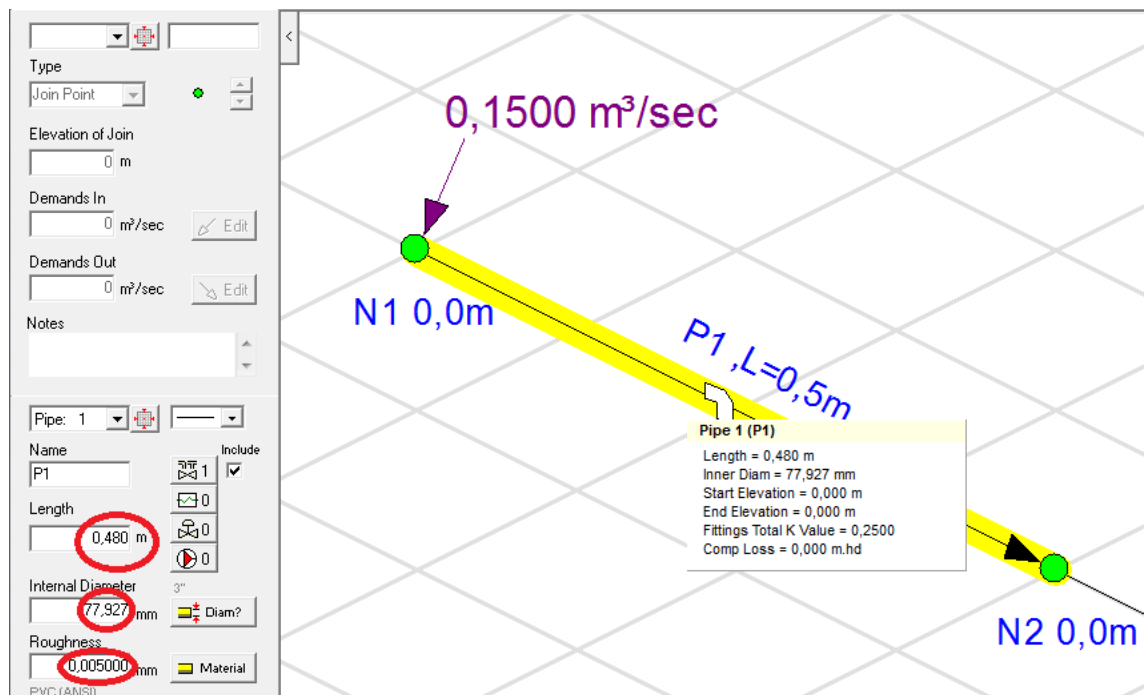 <
Type
Join Point
Elevation of Join
0 m
Demands In
0 m³/sec Edit
Demands Out
0 m³/sec Edit
Notes
Pipe: 1
Name Include
P1 1
0
Length
0,480 m 0
0
Internal Diameter 3"
77,927 mm Diam?
Roughness
0,005000 mm Material
PVC (ANSI)
0,1500 m³/sec
N1 0,0m
P1 ,L=0,5m
Pipe 1 (P1)
Length = 0,480 m
Inner Diam = 77,927 mm
Start Elevation = 0,000 m
End Elevation = 0,000 m
Fittings Total K Value = 0,2500
Comp Loss = 0,000 m.hd
N2 0,0m